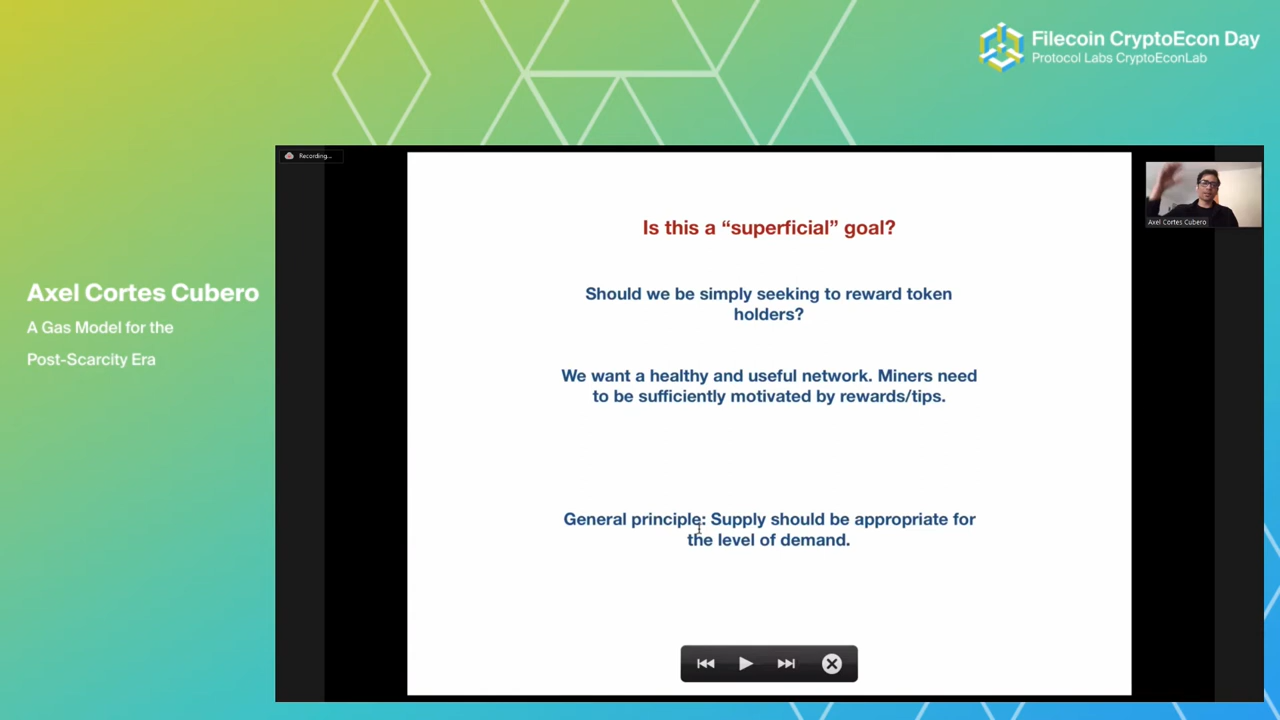 Filecoin CryptoEcon Day
Protocol Labs CryptoEconLab
Recording...
Is this a “superficial” goal?
Should we be simply seeking to reward token
holders?
We want a healthy and useful network. Miners need
to be sufficiently motivated by rewards/tips.
General principle: Supply should be appropriate for
the level of demand.
Axel Cortes Cubero
Axel Cortes Cubero
A Gas Model for the
Post-Scarcity Era